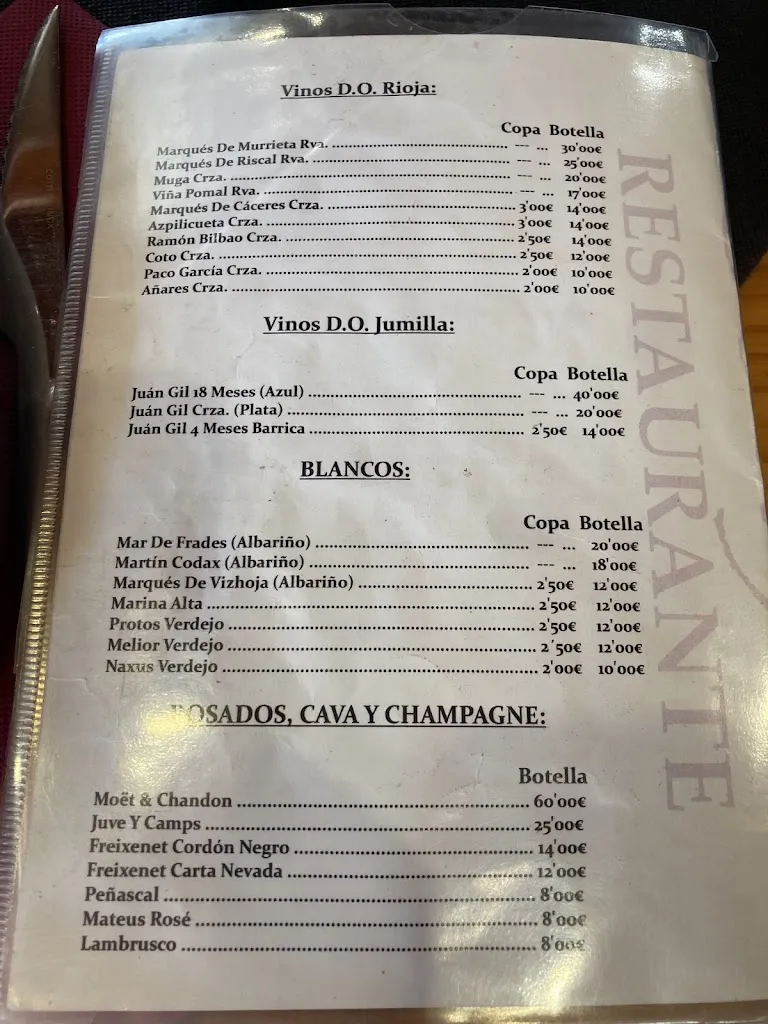 Vinos D.O. Rioja:
Copa Botella
Marqués De Murrieta Rva. ... --- ... 30'00€
Marqués De Riscal Rva. ... --- ... 25'00€
Muga Crza. ... --- ... 20'00€
Viña Pomal Rva. ... --- ... 17'00€
Marqués De Cáceres Crza. ... 3'00€ 14'00€
Azpilicueta Crza. ... 3'00€ 14'00€
Ramón Bilbao Crza. ... 2'50€ 14'00€
Coto Crza. ... 2'50€ 12'00€
Paco García Crza. ... 2'00€ 10'00€
Añares Crza. ... 2'00€ 10'00€
Vinos D.O. Jumilla:
Copa Botella
Juán Gil 18 Meses (Azul) ... --- ... 40'00€
Juán Gil Crza. (Plata) ... --- ... 20'00€
Juán Gil 4 Meses Barrica ... 2'50€ 14'00€
BLANCOS:
Copa Botella
Mar De Frades (Albariño) ... --- ... 20'00€
Martín Codax (Albariño) ... --- ... 18'00€
Marqués De Vizhoja (Albariño) ... 2'50€ 12'00€
Marina Alta ... 2'50€ 12'00€
Protos Verdejo ... 2'50€ 12'00€
Melior Verdejo ... 2'50€ 12'00€
Naxus Verdejo ... 2'00€ 10'00€
ROSADOS, CAVA Y CHAMPAGNE:
Botella
Moët & Chandon ... 60'00€
Juve Y Camps ... 25'00€
Freixenet Cordón Negro ... 14'00€
Freixenet Carta Nevada ... 12'00€
Peñascal ... 8'00€
Mateus Rosé ... 8'00€
Lambrusco ... 8'00€
RESTAURANTE